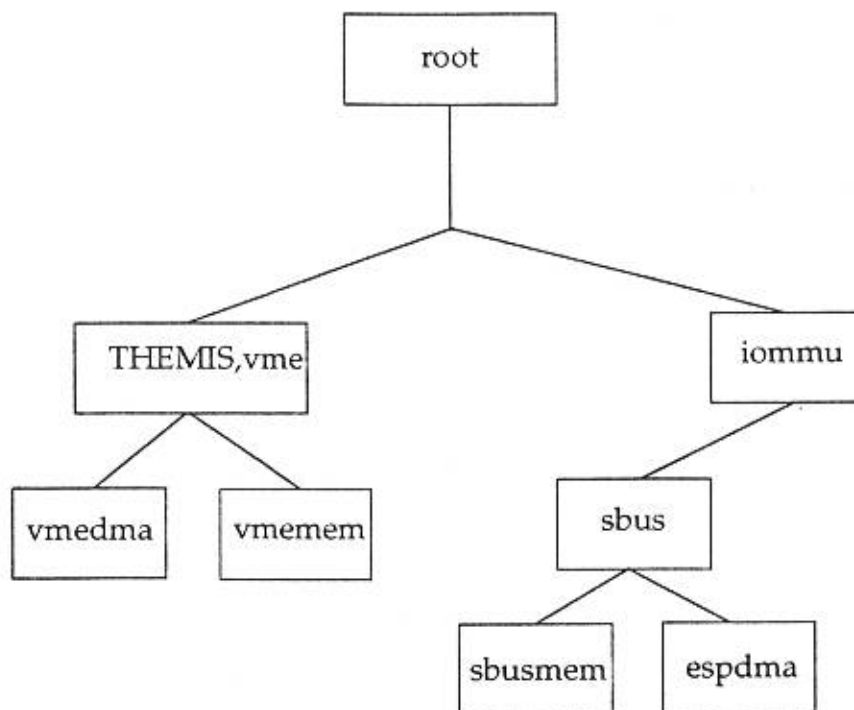 root
THEMIS,vme
iommu
vmedma
vmemem
sbus
sbusmem
espdma